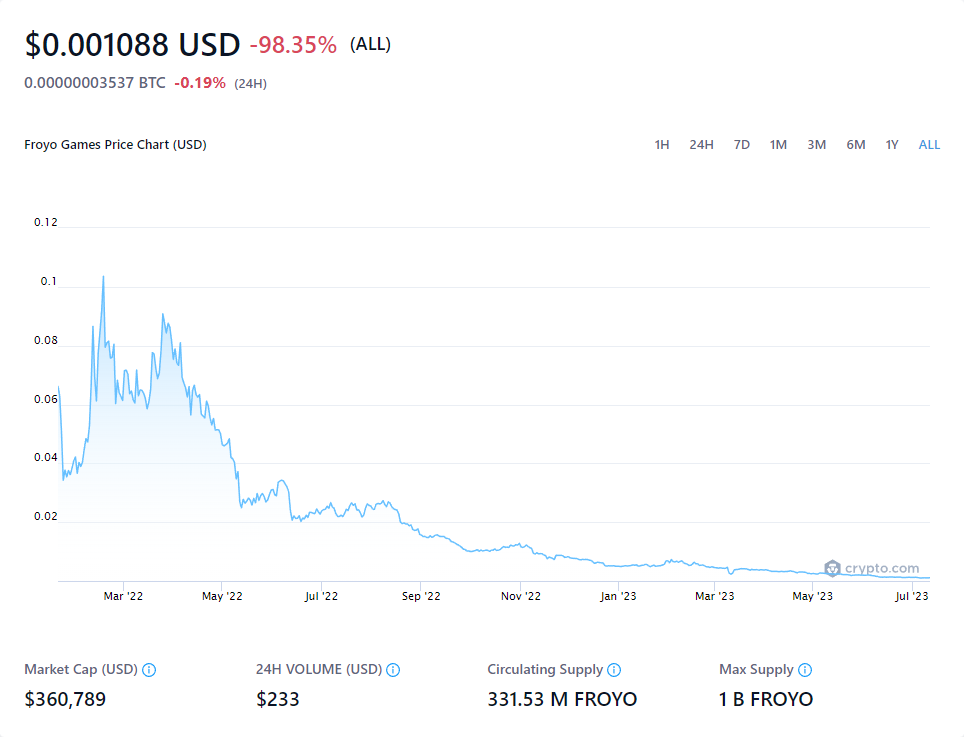 $0.001088 USD -98.35% (ALL)
0.00000003537 BTC -0.19% (24H)
Froyo Games Price Chart (USD) 1H 24H 7D 1M 3M 6M 1Y ALL
0.12
0.1
0.08
0.06
0.04
0.02
crypto.com
Mar '22 May '22 Jul '22 Sep '22 Nov '22 Jan '23 Mar '23 May '23 Jul '23
Market Cap (USD) 24H VOLUME (USD) Circulating Supply Max Supply
$360,789 $233 331.53 M FROYO 1 B FROYO